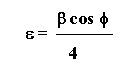 ε = β cos ϕ
4